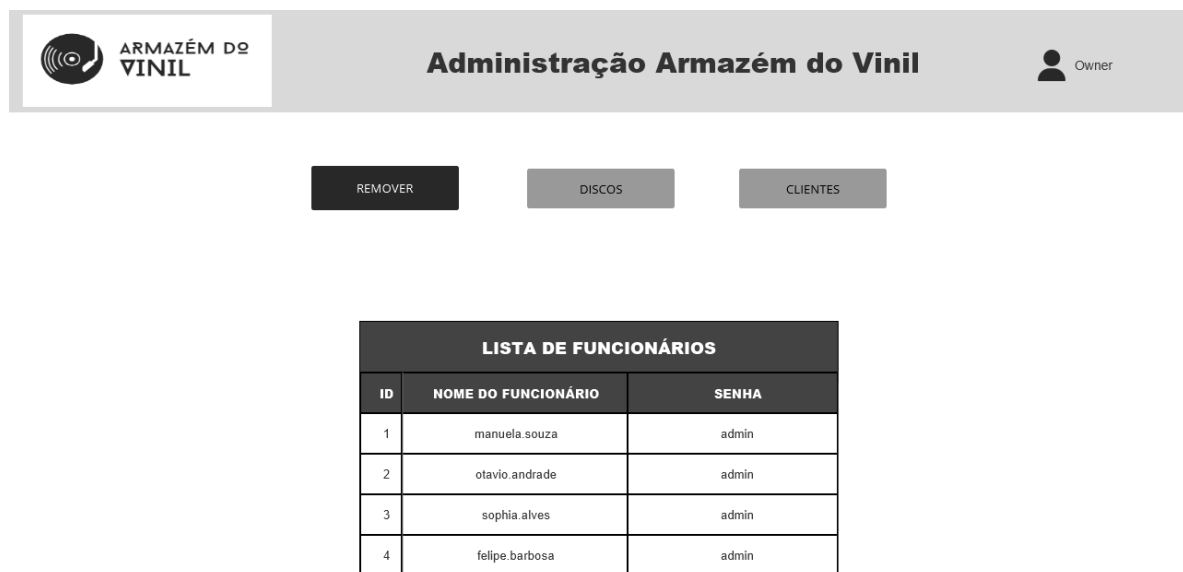 ARMAZÉM Dº
VINIL
Administração Armazém do Vinil
Owner
REMOVER DISCOS CLIENTES
LISTA DE FUNCIONÁRIOS
ID NOME DO FUNCIONÁRIO SENHA
1 manuela.souza admin
2 otavio.andrade admin
3 sophia.alves admin
4 felipe.barbosa admin